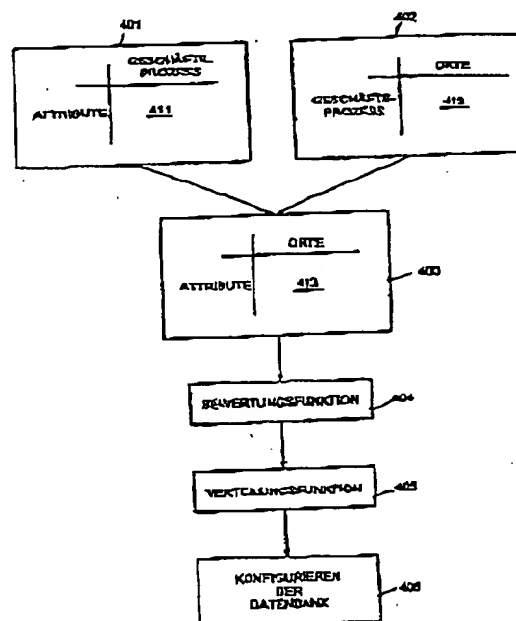 401
GESCHÄFTS
PROZESS
ATTRIBUTE
411
402
ORTE
GESCHÄFTS
PROZESS
412
ORTE
ATTRIBUTE
413
403
BEWERTUNGSFUNKTION
404
VERTEILUNGSFUNKTION
405
KONFIGURIEREN
DER
DATENBANK
406